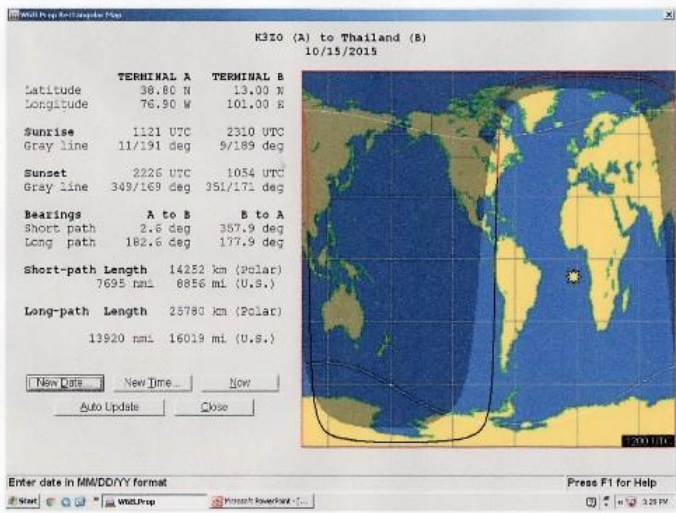 W6ELProp Rectangular Map
K3ZO (A) to Thailand (B)
10/15/2015
TERMINAL A TERMINAL B
Latitude 38.80 N 13.00 N
Longitude 76.90 W 101.00 E
Sunrise 1121 UTC 2310 UTC
Gray line 11/191 deg 9/189 deg
Sunset 2226 UTC 1054 UTC
Gray line 349/169 deg 351/171 deg
Bearings A to B B to A
Short path 2.6 deg 357.9 deg
Long path 182.6 deg 177.9 deg
Short-path Length 14252 km (Polar)
7695 nmi 8856 mi (U.S.)
Long-path Length 25780 km (Polar)
13920 nmi 16019 mi (U.S.)
New Date... New Time... Now
Auto Update Close
1200 UTC
Enter date in MM/DD/YY format Press F1 for Help
Start W6ELProp Microsoft PowerPoint - [... 3:25 PM